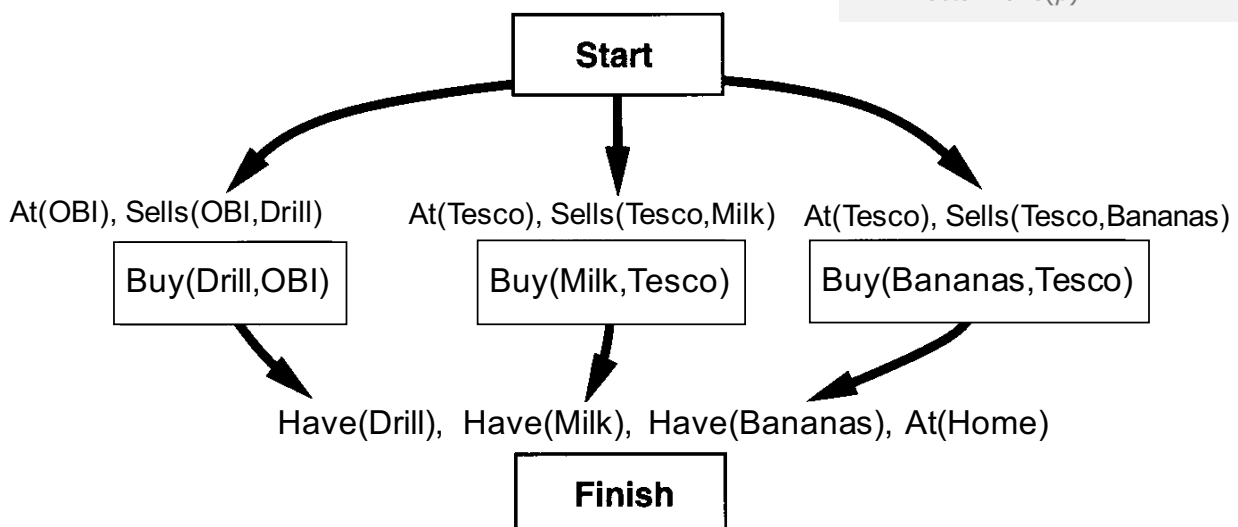 Start
At(OBI), Sells(OBI,Drill) At(Tesco), Sells(Tesco,Milk) At(Tesco), Sells(Tesco,Bananas)
Buy(Drill,OBI) Buy(Milk,Tesco) Buy(Bananas,Tesco)
Have(Drill), Have(Milk), Have(Bananas), At(Home)
Finish